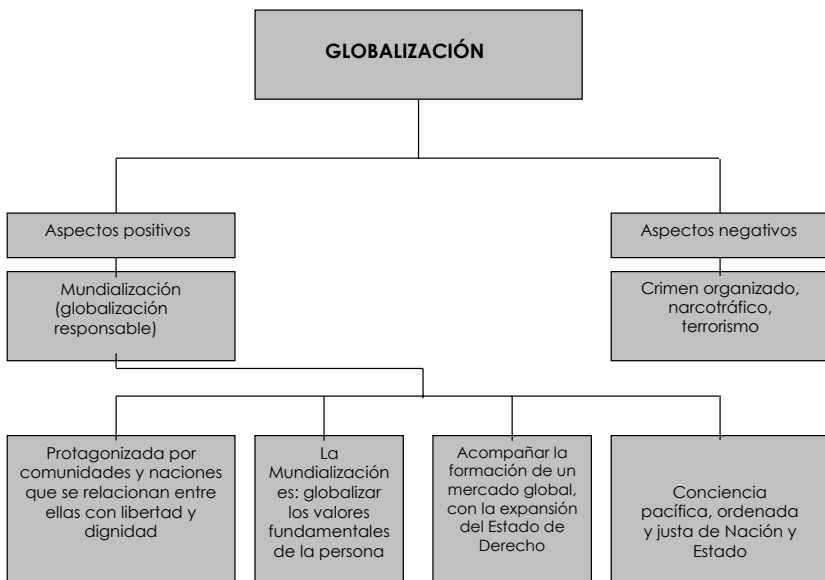 GLOBALIZACIÓN
Aspectos positivos
Aspectos negativos
Mundialización
(globalización
responsable)
Crimen organizado,
narcotráfico,
terrorismo
Protagonizada por
comunidades y naciones
que se relacionan entre
ellas con libertad y
dignidad
La
Mundialización
es: globalizar
los valores
fundamentales
de la persona
Acompañar la
formación de un
mercado global,
con la expansión
del Estado de
Derecho
Conciencia
pacífica, ordenada
y justa de Nación y
Estado